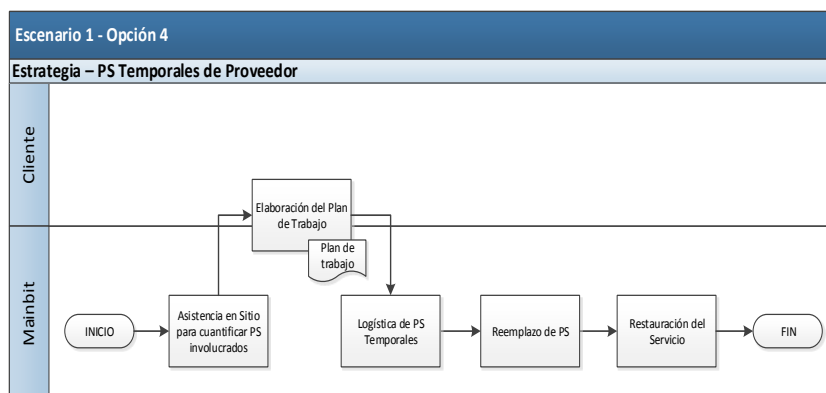 Escenario 1 - Opción 4
Estrategia – PS Temporales de Proveedor
Cliente
Elaboración del Plan
de Trabajo
Plan de
trabajo
Mainbit
INICIO
Asistencia en Sitio
para cuantificar PS
involucrados
Logística de PS
Temporales
Reemplazo de PS
Restauración del
Servicio
FIN